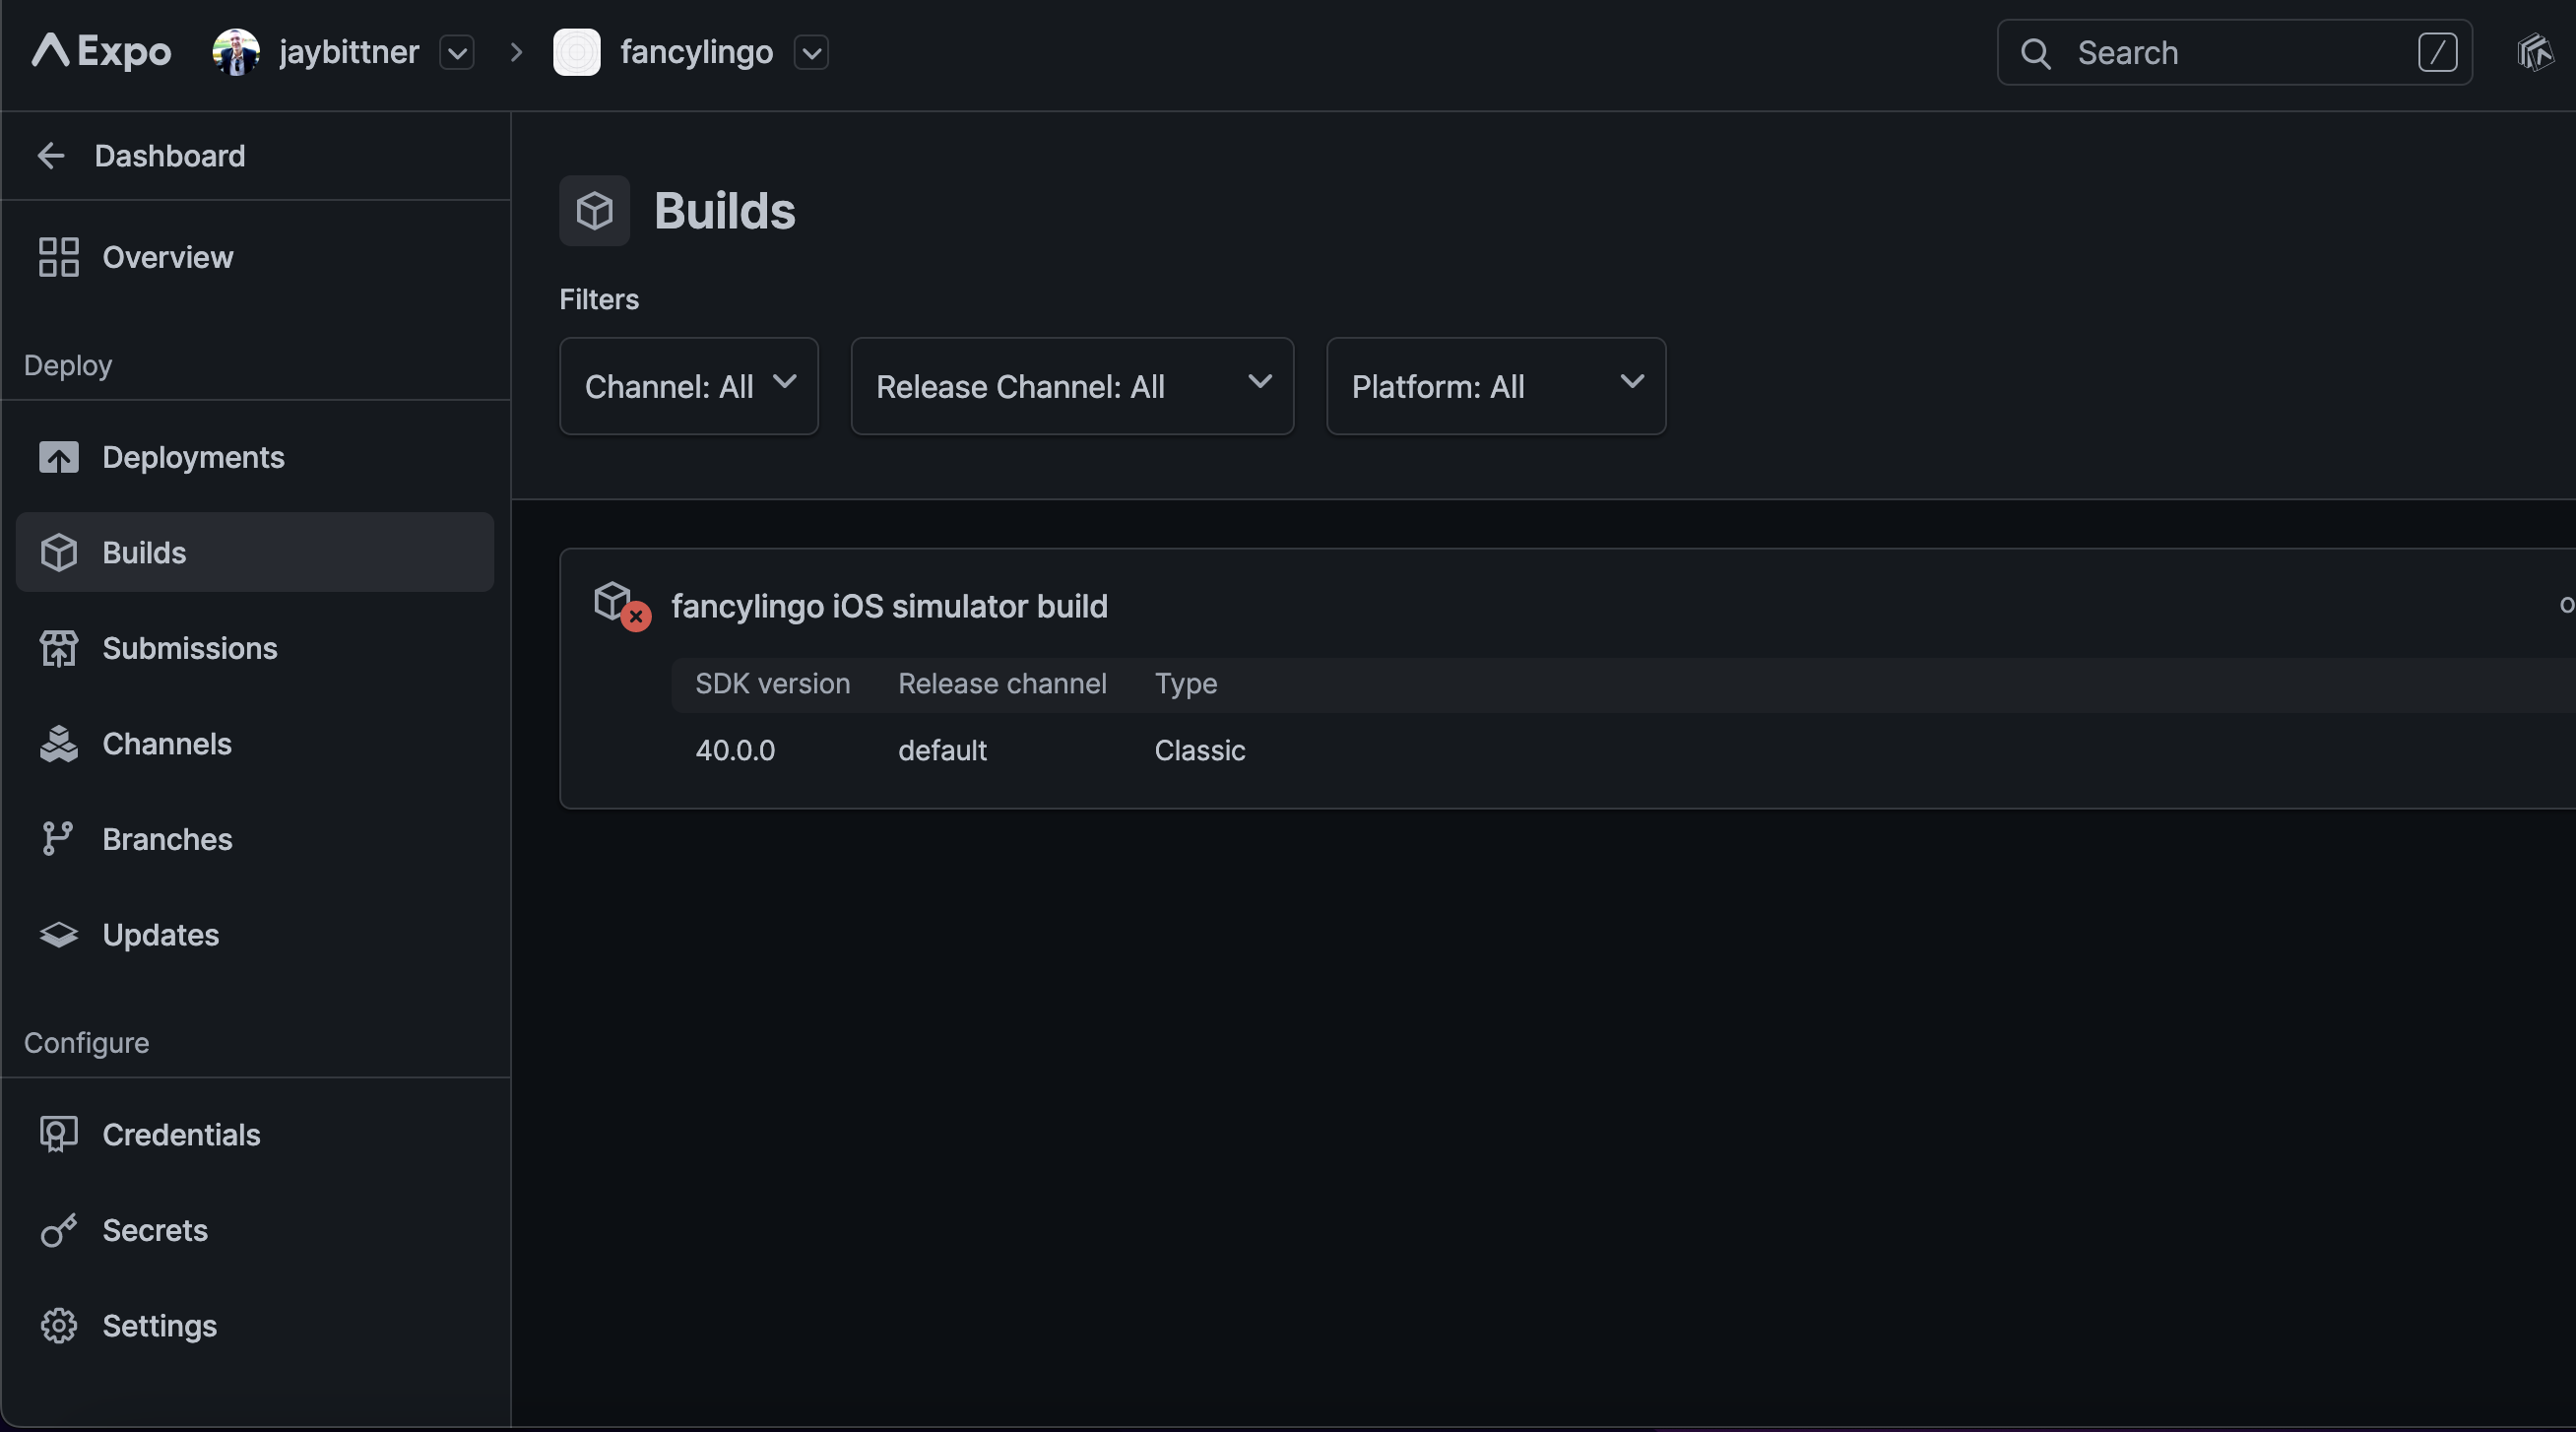 Expo jaybittner fancylingo Search /
Dashboard
Overview
Deploy
Deployments
Builds
Submissions
Channels
Branches
Updates
Configure
Credentials
Secrets
Settings
Builds
Filters
Channel: All Release Channel: All Platform: All
fancylingo iOS simulator build
SDK version Release channel Type
40.0.0 default Classic